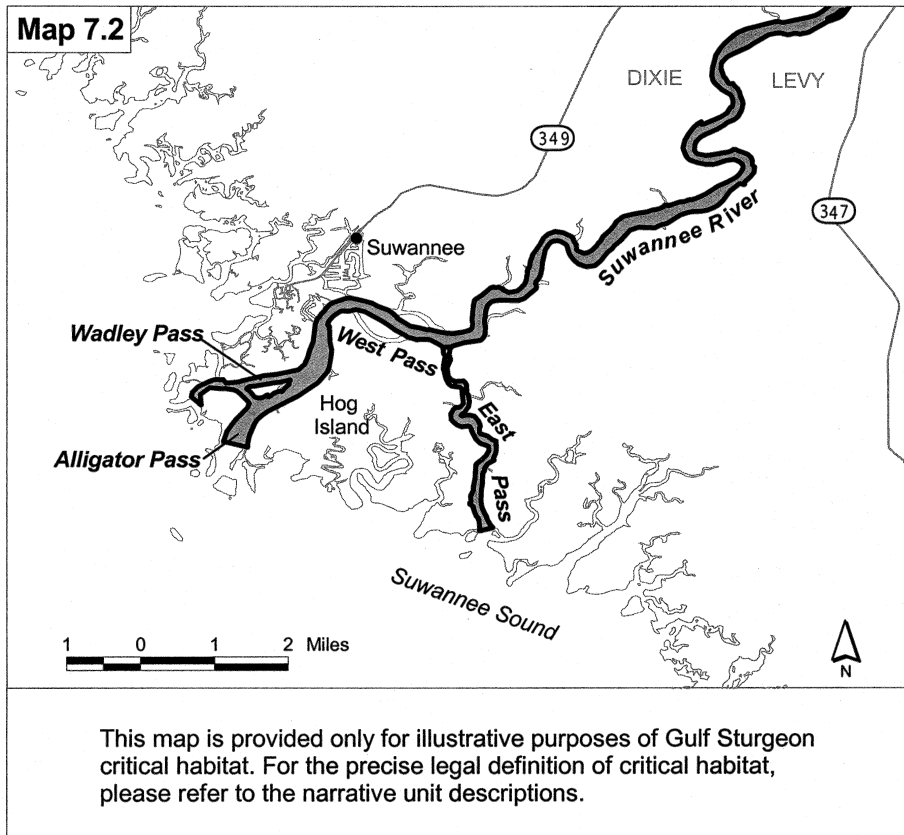 Map 7.2
DIXIE
LEVY
349
347
Suwannee River
Suwannee
Wadley Pass
West Pass
Hog
Island
East
Pass
Alligator Pass
Suwannee Sound
1 0 1 2 Miles
N
This map is provided only for illustrative purposes of Gulf Sturgeon
critical habitat. For the precise legal definition of critical habitat,
please refer to the narrative unit descriptions.